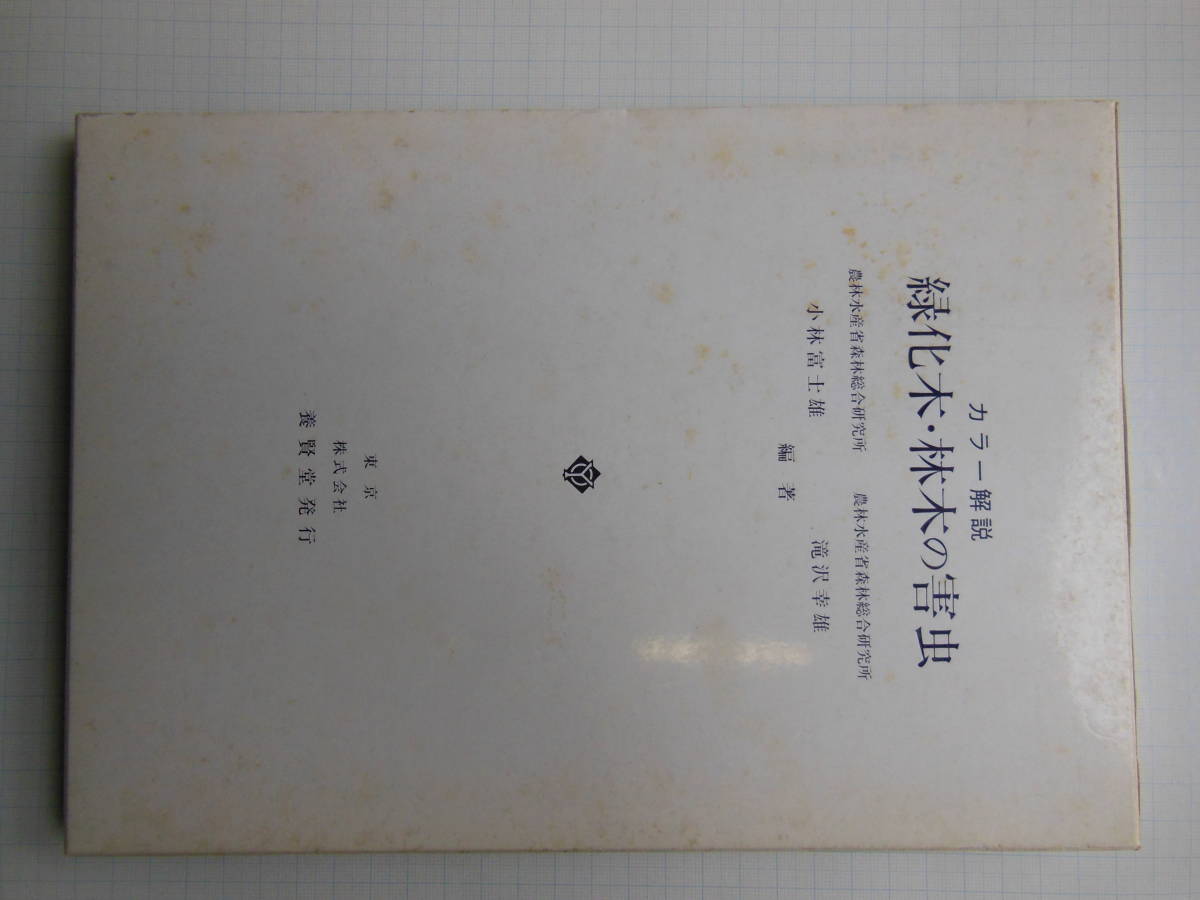 カラー解説
緑化木・林木の害虫
農林水産省森林総合研究所 農林水産省森林総合研究所
小林富士雄 滝沢幸雄
編著
東京
株式会社
養賢堂発行